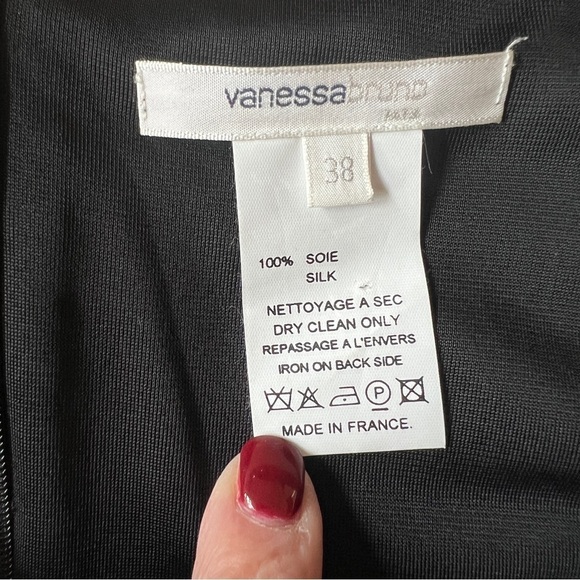 vanessabruno
38
100% SOIE
SILK
NETTOYAGE A SEC
DRY CLEAN ONLY
REPASSAGE A L'ENVERS
IRON ON BACK SIDE
P
MADE IN FRANCE.